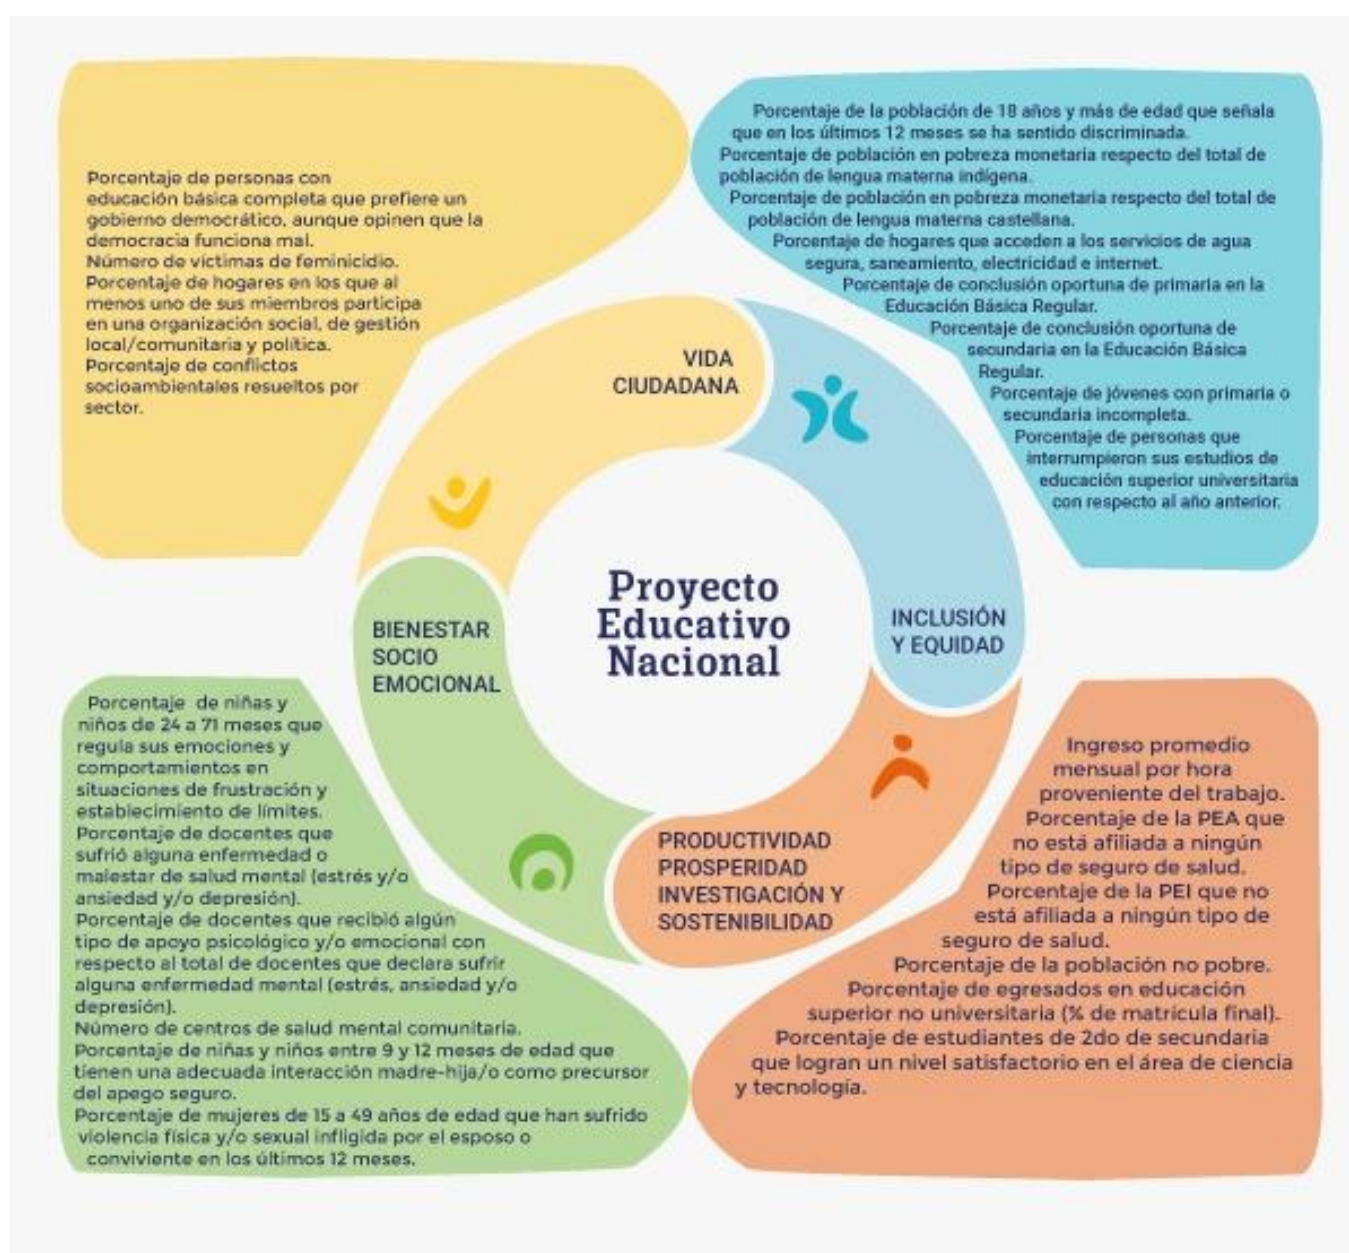 Porcentaje de personas con
educación básica completa que prefiere un
gobierno democrático, aunque opinen que la
democracia funciona mal.
Número de víctimas de feminicidio.
Porcentaje de hogares en los que al
menos uno de sus miembros participa
en una organización social, de gestión
local/comunitaria y política.
Porcentaje de conflictos
socioambientales resueltos por
sector.
Porcentaje de la población de 18 años y más de edad que señala
que en los últimos 12 meses se ha sentido discriminada.
Porcentaje de población en pobreza monetaria respecto del total de
población de lengua materna indígena.
Porcentaje de población en pobreza monetaria respecto del total de
población de lengua materna castellana.
Porcentaje de hogares que acceden a los servicios de agua
segura, saneamiento, electricidad e internet.
Porcentaje de conclusión oportuna de primaria en la
Educación Básica Regular.
Porcentaje de conclusión oportuna de
secundaria en la Educación Básica
Regular.
Porcentaje de jóvenes con primaria o
secundaria incompleta.
Porcentaje de personas que
interrumpieron sus estudios de
educación superior universitaria
con respecto al año anterior.
VIDA
CIUDADANA
INCLUSIÓN
Y EQUIDAD
Proyecto
Educativo
Nacional
BIENESTAR
SOCIO
EMOCIONAL
PRODUCTIVIDAD
PROSPERIDAD
INVESTIGACIÓN Y
SOSTENIBILIDAD
Porcentaje de niñas y
niños de 24 a 71 meses que
regula sus emociones y
comportamientos en
situaciones de frustración y
establecimiento de límites.
Porcentaje de docentes que
sufrió alguna enfermedad o
malestar de salud mental (estrés y/o
ansiedad y/o depresión).
Porcentaje de docentes que recibió algún
tipo de apoyo psicológico y/o emocional con
respecto al total de docentes que declara sufrir
alguna enfermedad mental (estrés, ansiedad y/o
depresión).
Número de centros de salud mental comunitaria.
Porcentaje de niñas y niños entre 9 y 12 meses de edad que
tienen una adecuada interacción madre-hija/o como precursor
del apego seguro.
Porcentaje de mujeres de 15 a 49 años de edad que han sufrido
violencia física y/o sexual infligida por el esposo o
conviviente en los últimos 12 meses.
Ingreso promedio
mensual por hora
proveniente del trabajo.
Porcentaje de la PEA que
no está afiliada a ningún
tipo de seguro de salud.
Porcentaje de la PEI que no
está afiliada a ningún tipo de
seguro de salud.
Porcentaje de la población no pobre.
Porcentaje de egresados en educación
superior no universitaria (% de matrícula final).
Porcentaje de estudiantes de 2do de secundaria
que logran un nivel satisfactorio en el área de ciencia
y tecnología.